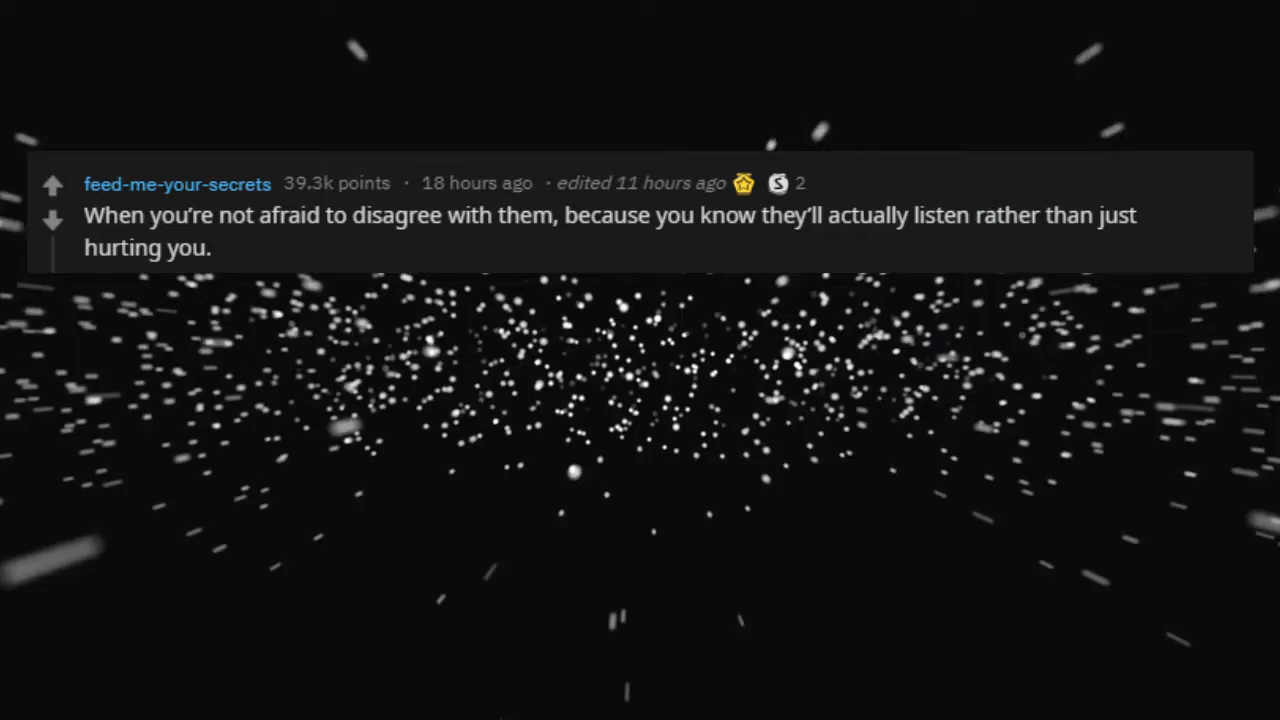 feed-me-your-secrets 39.3k points · 18 hours ago · edited 11 hours ago S 2
When you’re not afraid to disagree with them, because you know they’ll actually listen rather than just
hurting you.